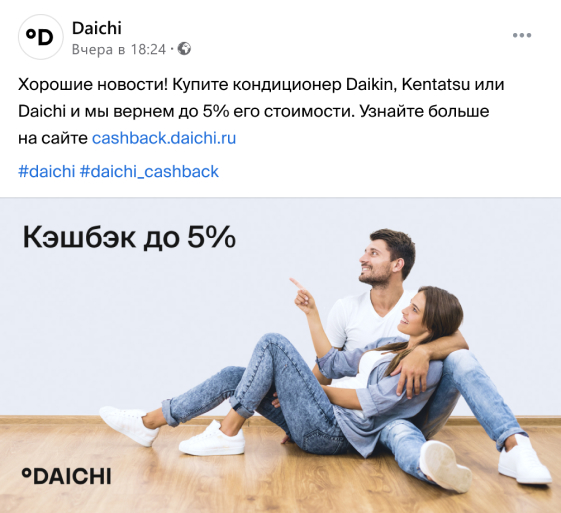 °D
Daichi
Вчера в 18:24 ·
Хорошие новости! Купите кондиционер Daikin, Kentatsu или
Daichi и мы вернем до 5% его стоимости. Узнайте больше
на сайте cashback.daichi.ru
#daichi #daichi_cashback
Кэшбэк до 5%
°DAICHI